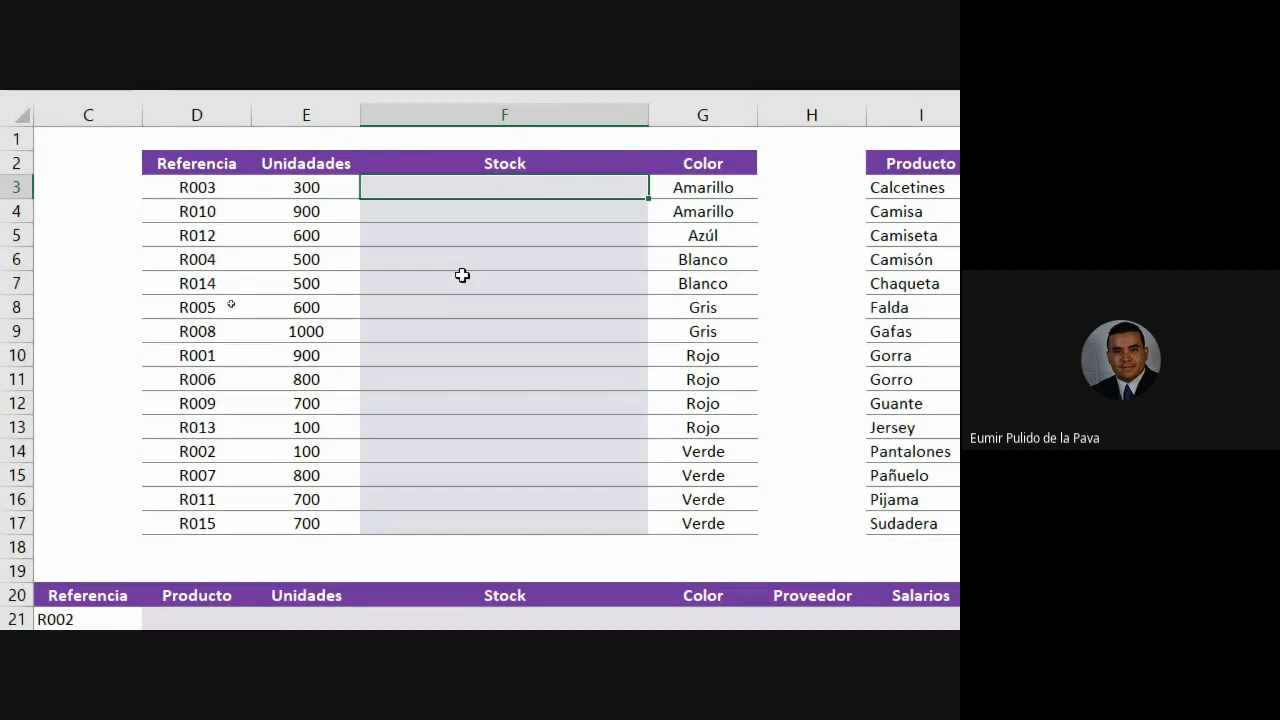 C D E F G H I
1
2 Referencia Unidadades Stock Color Producto
3 R003 300 Amarillo Calcetines
4 R010 900 Amarillo Camisa
5 R012 600 Azúl Camiseta
6 R004 500 Blanco Camisón
7 R014 500 Blanco Chaqueta
8 R005 600 Gris Falda
9 R008 1000 Gris Gafas
10 R001 900 Rojo Gorra
11 R006 800 Rojo Gorro
12 R009 700 Rojo Guante
13 R013 100 Rojo Jersey
14 R002 100 Verde Pantalones
15 R007 800 Verde Pañuelo
16 R011 700 Verde Pijama
17 R015 700 Verde Sudadera
18
19
20 Referencia Producto Unidades Stock Color Proveedor Salarios
21 R002
Eumir Pulido de la Pava